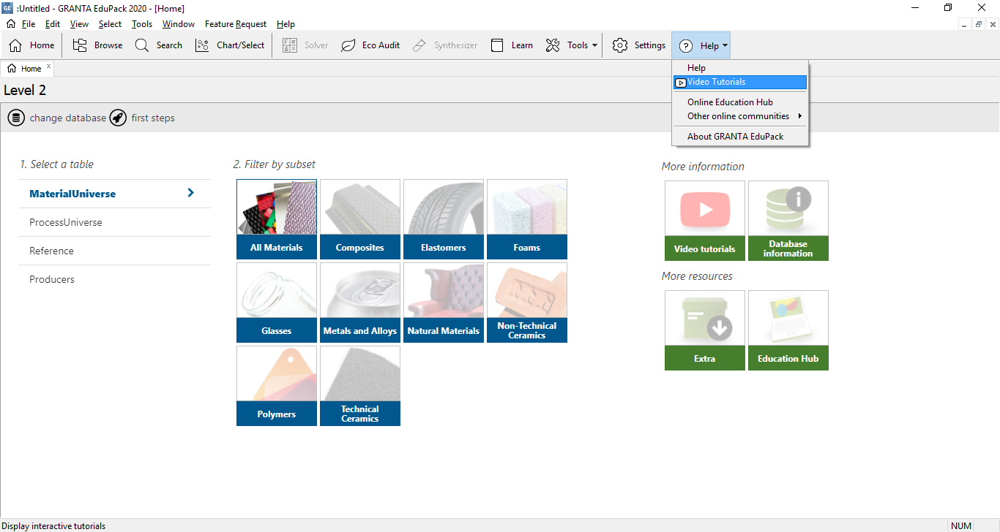 :Untitled - GRANTA EduPack 2020 - [Home]
File Edit View Select Tools Window Feature Request Help
Home Browse Search Chart/Select Solver Eco Audit Synthesizer Learn Tools Settings Help
Home
Help
Video Tutorials
Online Education Hub
Other online communities
About GRANTA EduPack
Level 2
change database first steps
1. Select a table
MaterialUniverse
ProcessUniverse
Reference
Producers
2. Filter by subset
All Materials
Composites
Elastomers
Foams
Glasses
Metals and Alloys
Natural Materials
Non-Technical
Ceramics
Polymers
Technical
Ceramics
More information
Video tutorials
Database
information
More resources
Extra
Education Hub
Display interactive tutorials
NUM